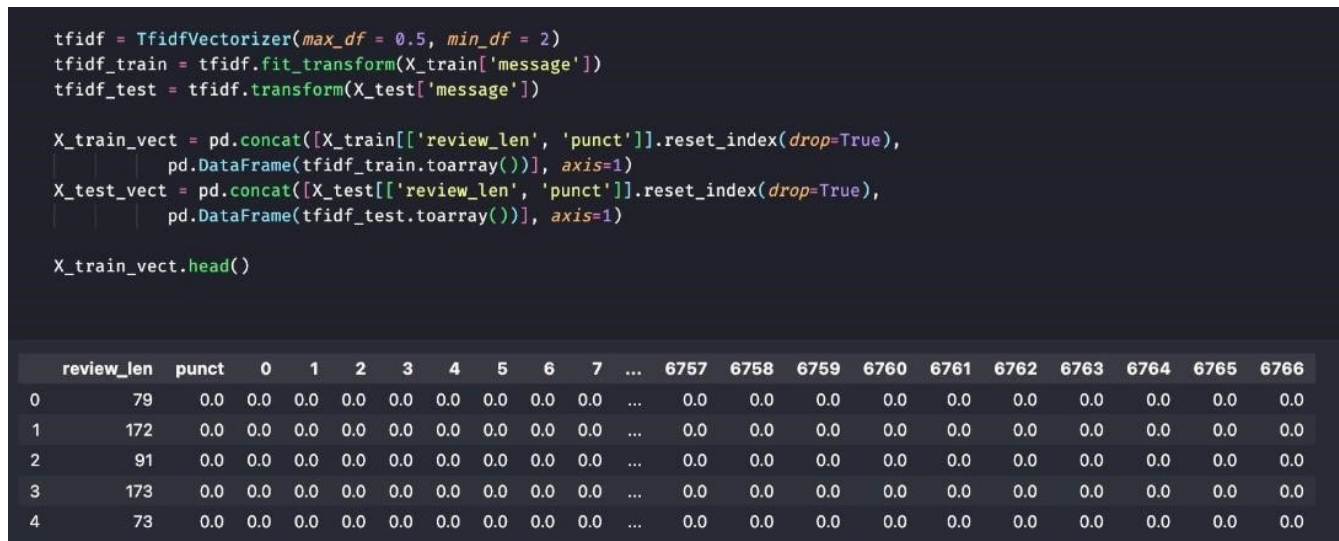 tfidf = TfidfVectorizer(max_df = 0.5, min_df = 2)
tfidf_train = tfidf.fit_transform(X_train['message'])
tfidf_test = tfidf.transform(X_test['message'])
X_train_vect = pd.concat([X_train[['review_len', 'punct']].reset_index(drop=True),
pd.DataFrame(tfidf_train.toarray())], axis=1)
X_test_vect = pd.concat([X_test[['review_len', 'punct']].reset_index(drop=True),
pd.DataFrame(tfidf_test.toarray())], axis=1)
X_train_vect.head()
review_len punct 0 1 2 3 4 5 6 7 ... 6757 6758 6759 6760 6761 6762 6763 6764 6765 6766
0 79 0.0 0.0 0.0 0.0 0.0 0.0 0.0 0.0 0.0 ... 0.0 0.0 0.0 0.0 0.0 0.0 0.0 0.0 0.0 0.0
1 172 0.0 0.0 0.0 0.0 0.0 0.0 0.0 0.0 0.0 ... 0.0 0.0 0.0 0.0 0.0 0.0 0.0 0.0 0.0 0.0
2 91 0.0 0.0 0.0 0.0 0.0 0.0 0.0 0.0 0.0 ... 0.0 0.0 0.0 0.0 0.0 0.0 0.0 0.0 0.0 0.0
3 173 0.0 0.0 0.0 0.0 0.0 0.0 0.0 0.0 0.0 ... 0.0 0.0 0.0 0.0 0.0 0.0 0.0 0.0 0.0 0.0
4 73 0.0 0.0 0.0 0.0 0.0 0.0 0.0 0.0 0.0 ... 0.0 0.0 0.0 0.0 0.0 0.0 0.0 0.0 0.0 0.0